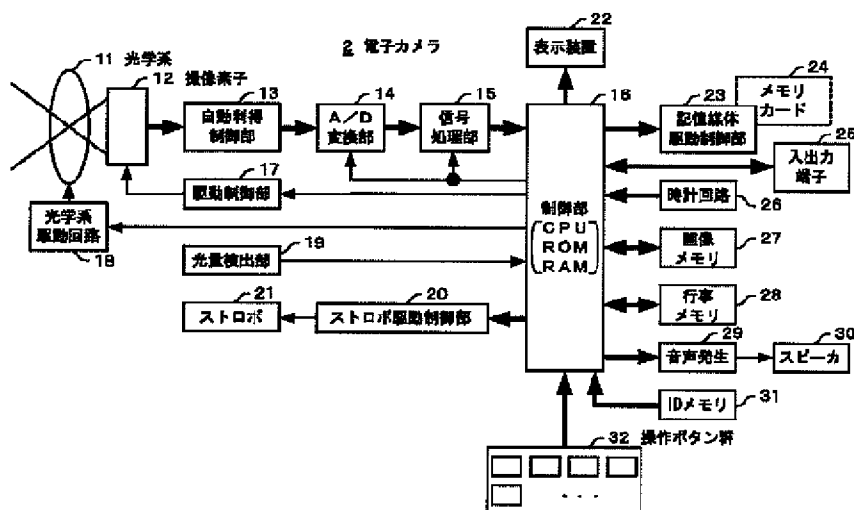 2 電子カメラ
11 光学系
12 撮像素子
13
自動利得
制御部
14
A/D
変換部
15
信号
処理部
22
表示装置
16
制御部
CPU
ROM
RAM
23
記憶媒体
駆動制御部
24
メモリ
カード
25
入出力
端子
17
駆動制御部
時計回路
26
光学系
駆動回路
18
光量検出部
19
画像
メモリ
27
ストロボ
21
ストロボ駆動制御部
20
行事
メモリ
28
音声発生
29
スピーカ
30
IDメモリ
31
32 操作ボタン群
・・・